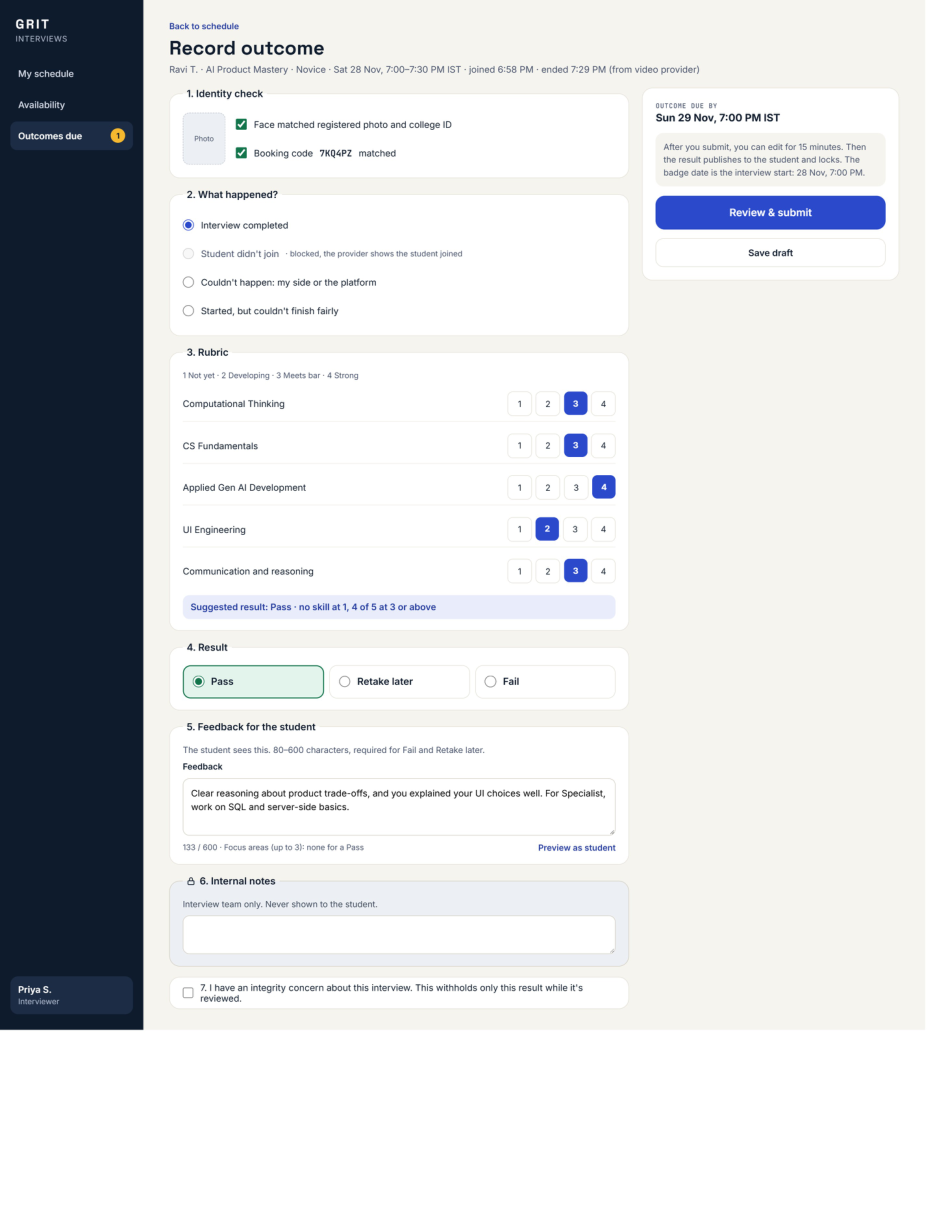 GRIT
INTERVIEWS
My schedule
Availability
Outcomes due 1
Priya S.
Interviewer
Back to schedule
Record outcome
Ravi T. · AI Product Mastery · Novice · Sat 28 Nov, 7:00–7:30 PM IST · joined 6:58 PM · ended 7:29 PM (from video provider)
1. Identity check
Photo
Face matched registered photo and college ID
Booking code 7KQ4PZ matched
2. What happened?
Interview completed
Student didn't join · blocked, the provider shows the student joined
Couldn't happen: my side or the platform
Started, but couldn't finish fairly
3. Rubric
1 Not yet · 2 Developing · 3 Meets bar · 4 Strong
Computational Thinking 1 2 3 4
CS Fundamentals 1 2 3 4
Applied Gen AI Development 1 2 3 4
UI Engineering 1 2 3 4
Communication and reasoning 1 2 3 4
Suggested result: Pass · no skill at 1, 4 of 5 at 3 or above
4. Result
Pass Retake later Fail
5. Feedback for the student
The student sees this. 80–600 characters, required for Fail and Retake later.
Feedback
Clear reasoning about product trade-offs, and you explained your UI choices well. For Specialist,
work on SQL and server-side basics.
133 / 600 · Focus areas (up to 3): none for a Pass Preview as student
6. Internal notes
Interview team only. Never shown to the student.
7. I have an integrity concern about this interview. This withholds only this result while it's
reviewed.
OUTCOME DUE BY
Sun 29 Nov, 7:00 PM IST
After you submit, you can edit for 15 minutes. Then
the result publishes to the student and locks. The
badge date is the interview start: 28 Nov, 7:00 PM.
Review & submit
Save draft